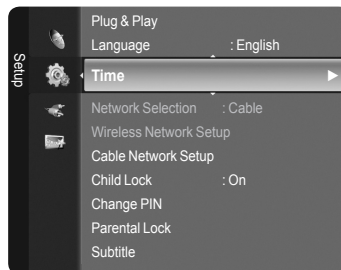 Setup
Plug & Play
Language : English
Time
Network Selection : Cable
Wireless Network Setup
Cable Network Setup
Child Lock : On
Change PIN
Parental Lock
Subtitle